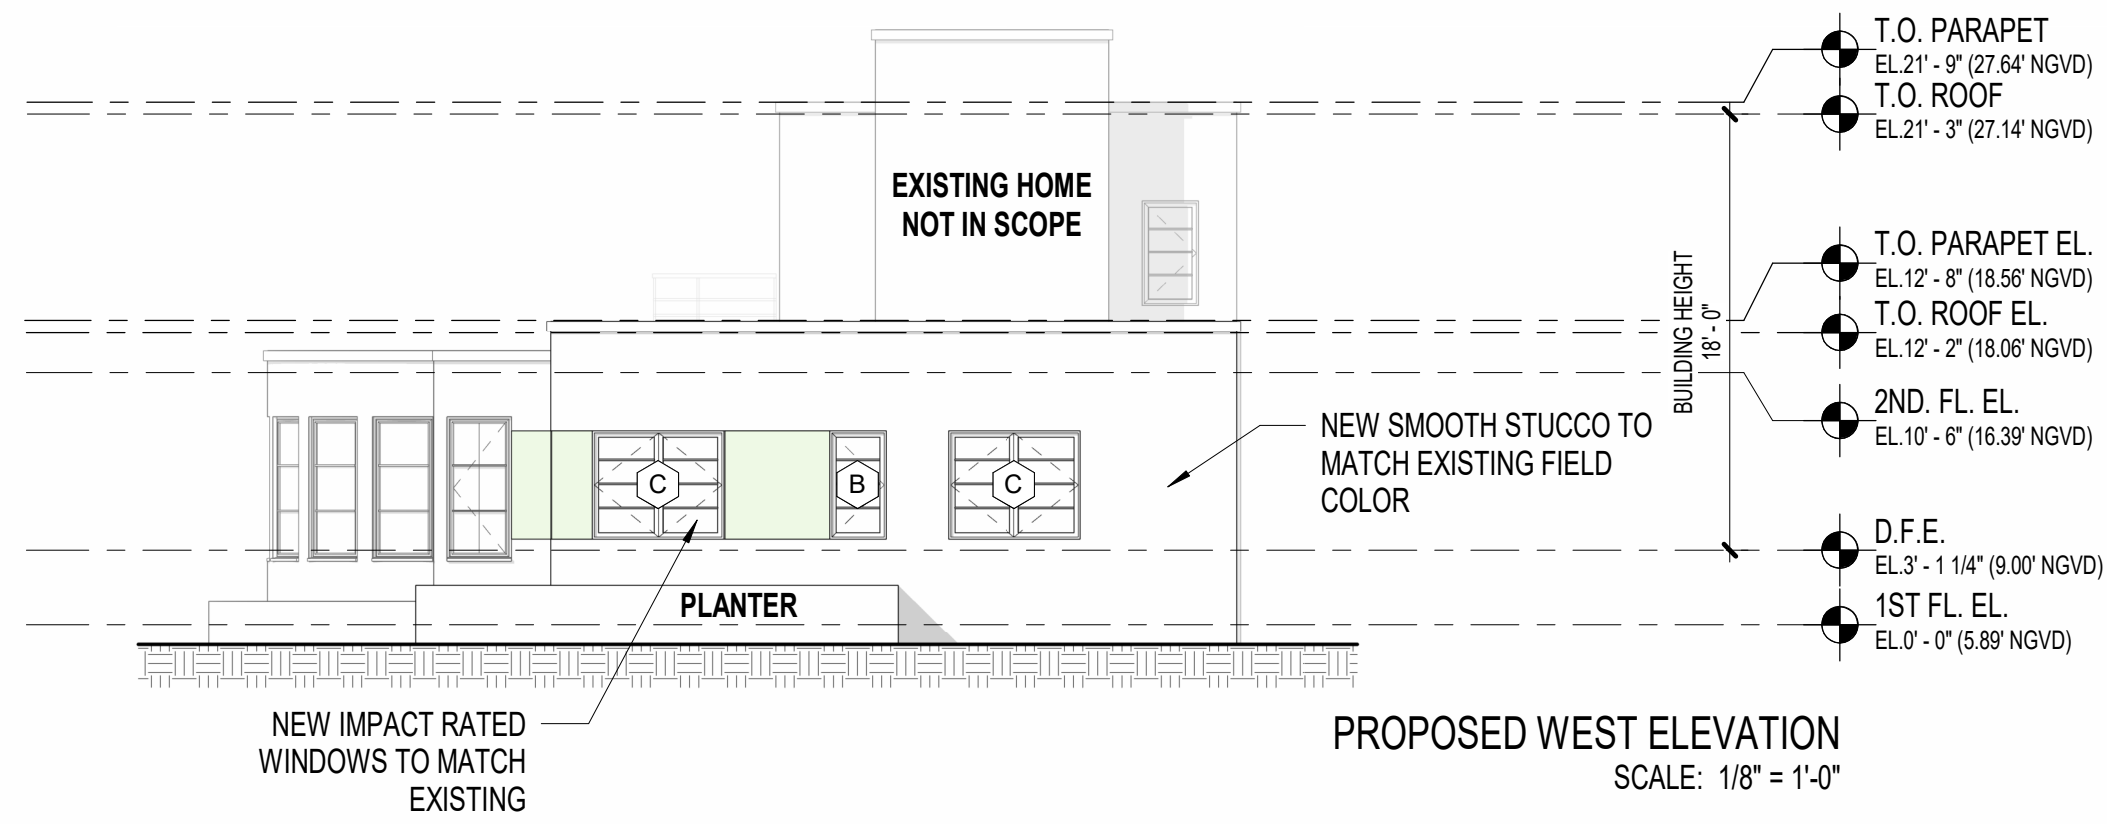 T.O. PARAPET
EL.21' - 9" (27.64' NGVD)
T.O. ROOF
EL.21' - 3" (27.14' NGVD)
EXISTING HOME
NOT IN SCOPE
T.O. PARAPET EL.
EL.12' - 8" (18.56' NGVD)
T.O. ROOF EL.
EL.12' - 2" (18.06' NGVD)
BUILDING HEIGHT
18' - 0"
2ND. FL. EL.
EL.10' - 6" (16.39' NGVD)
NEW SMOOTH STUCCO TO
MATCH EXISTING FIELD
COLOR
C
B
C
D.F.E.
EL.3' - 1 1/4" (9.00' NGVD)
PLANTER
1ST FL. EL.
EL.0' - 0" (5.89' NGVD)
NEW IMPACT RATED
WINDOWS TO MATCH
EXISTING
PROPOSED WEST ELEVATION
SCALE: 1/8" = 1'-0"